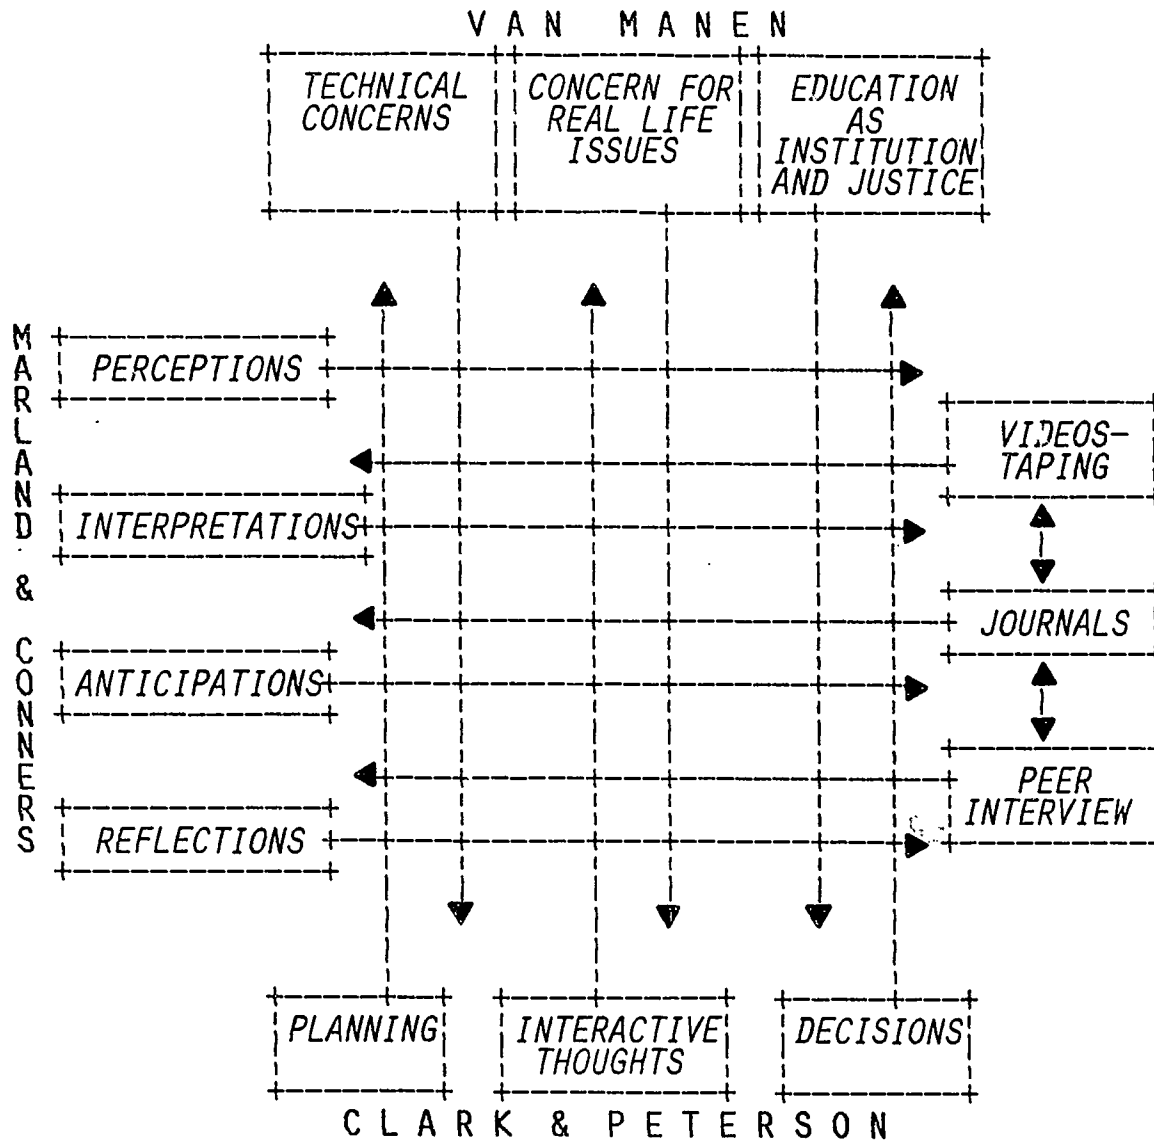 VAN MANEN
TECHNICAL
CONCERNS
CONCERN FOR
REAL LIFE
ISSUES
EDUCATION
AS
INSTITUTION
AND JUSTICE
MARLAND & CONNERS
PERCEPTIONS
INTERPRETATIONS
ANTICIPATIONS
REFLECTIONS
VIDEOS-
TAPING
JOURNALS
PEER
INTERVIEW
PLANNING
INTERACTIVE
THOUGHTS
DECISIONS
CLARK & PETERSON